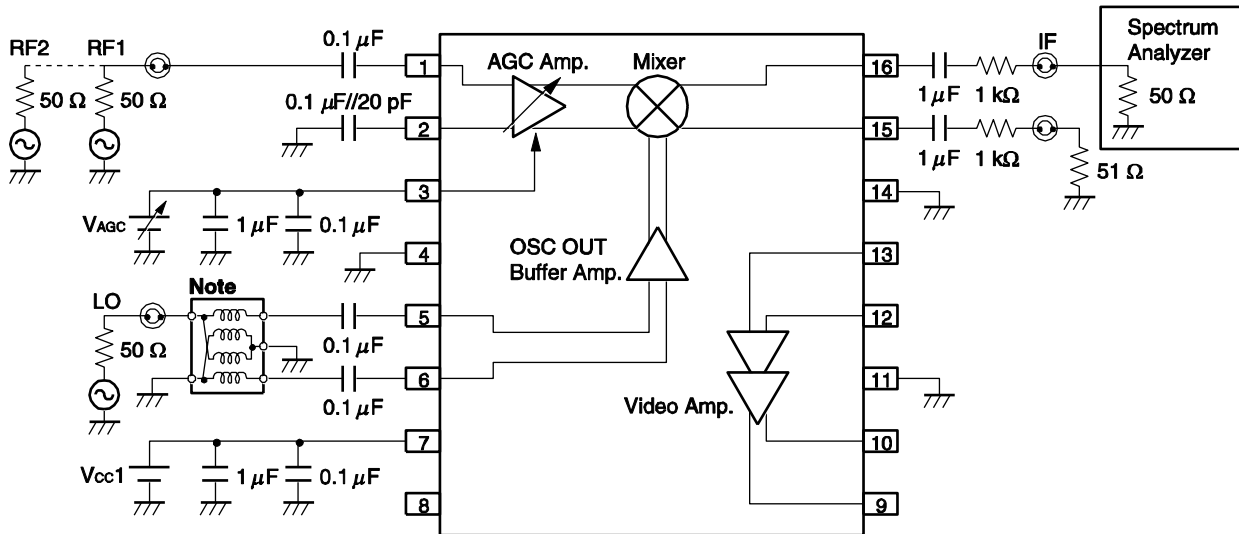 RF2
RF1
50 Ω
50 Ω
0.1 μF
0.1 μF//20 pF
1
2
AGC Amp.
Mixer
16
15
1 μF
1 kΩ
IF
1 μF
1 kΩ
Spectrum
Analyzer
50 Ω
51 Ω
VAGC
1 μF
0.1 μF
3
4
14
13
OSC OUT
Buffer Amp.
LO
Note
50 Ω
0.1 μF
0.1 μF
5
6
12
11
Video Amp.
VCC1
1 μF
0.1 μF
7
8
10
9